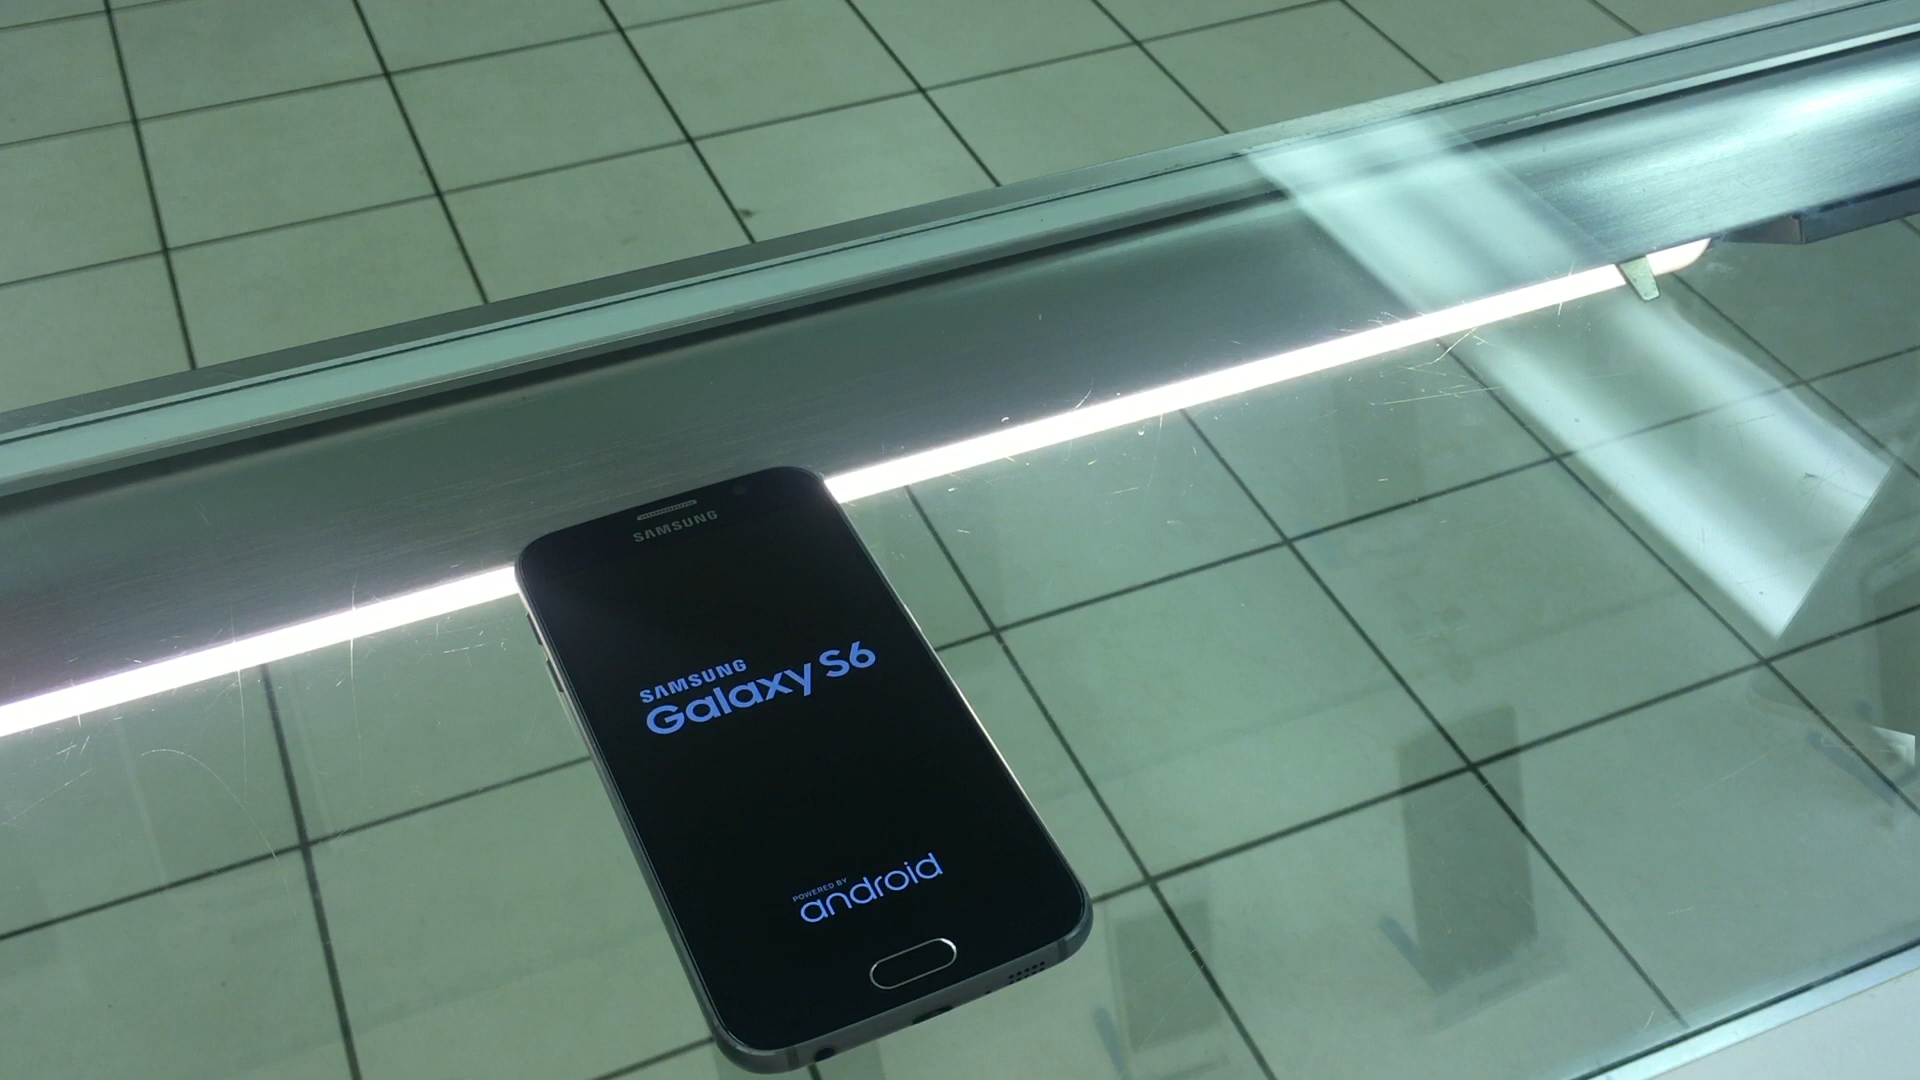 SAMSUNG
SAMSUNG
Galaxy S6
POWERED BY
android